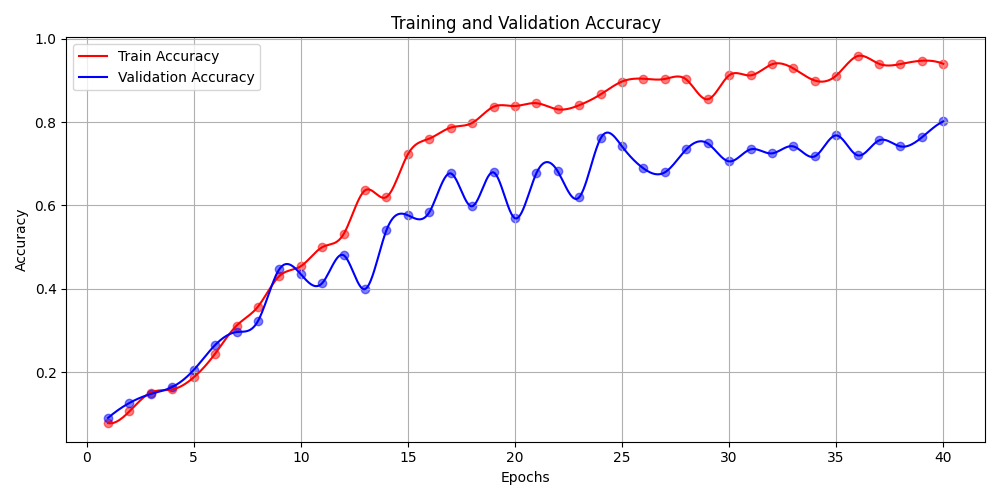 Training and Validation Accuracy
Train Accuracy
Validation Accuracy
Accuracy
1.0
0.8
0.6
0.4
0.2
0 5 10 15 20 25 30 35 40
Epochs